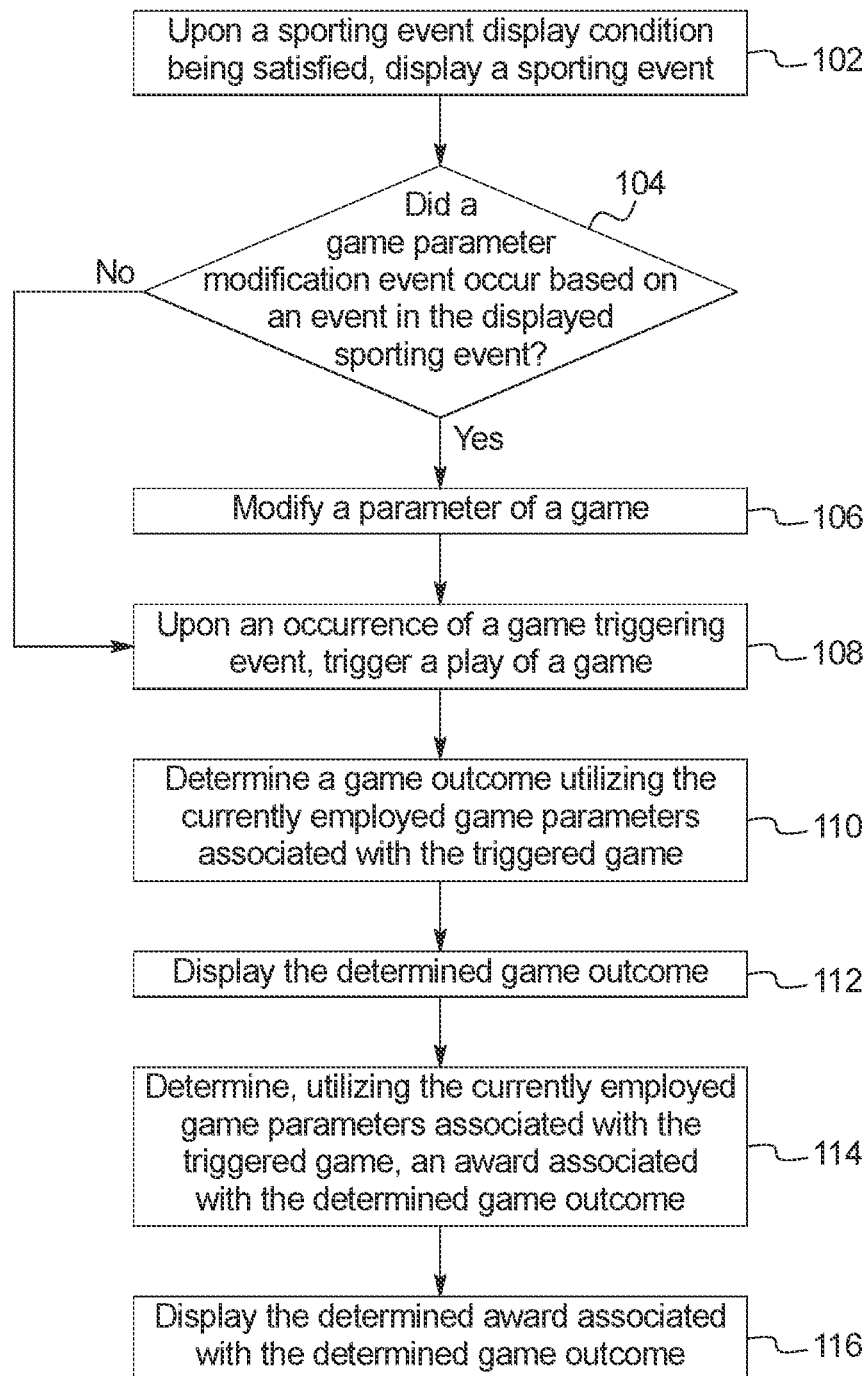 Upon a sporting event display condition
being satisfied, display a sporting event
102
104
Did a
game parameter
modification event occur based on
an event in the displayed
sporting event?
No
Yes
Modify a parameter of a game
106
Upon an occurrence of a game triggering
event, trigger a play of a game
108
Determine a game outcome utilizing the
currently employed game parameters
associated with the triggered game
110
Display the determined game outcome
112
Determine, utilizing the currently employed
game parameters associated with the
triggered game, an award associated
with the determined game outcome
114
Display the determined award associated
with the determined game outcome
116